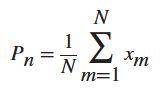 P_n = \frac{1}{N} \sum_{m=1}^{N} x_m